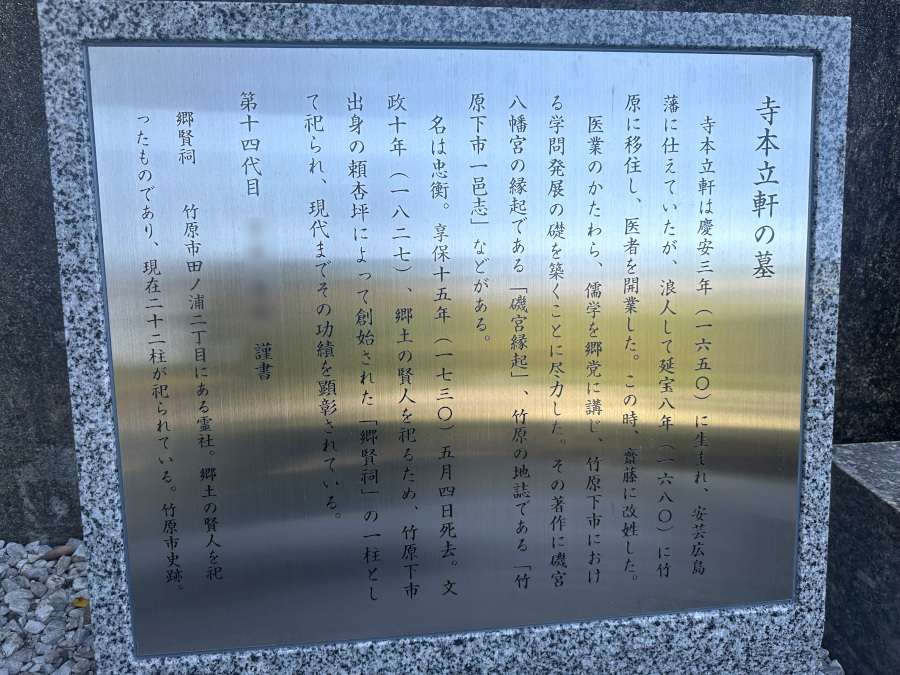 寺本立軒の墓
寺本立軒は慶安三年（一六五〇）に生まれ、安芸広島
藩に仕えていたが、浪人して延宝八年（一六八〇）に竹
原に移住し、医者を開業した。この時、齋藤に改姓した。
医業のかたわら、儒学を郷党に講じ、竹原下市におけ
る学問発展の礎を築くことに尽力した。その著作に磯宮
八幡宮の縁起である「磯宮縁起」、竹原の地誌である「竹
原下市一邑志」などがある。
名は忠衡。享保十五年（一七三〇）五月四日死去。文
政十年（一八二七）、郷土の賢人を祀るため、竹原下市
出身の頼杏坪によって創始された「郷賢祠」の一柱とし
て祀られ、現代までその功績を顕彰されている。
第十四代目 謹書
郷賢祠 竹原市田ノ浦二丁目にある霊社。郷土の賢人を祀
ったものであり、現在二十二柱が祀られている。竹原市史跡。